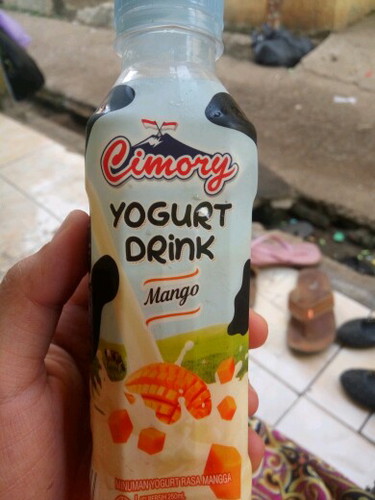 Cimory
YOGURT
DRINK
Mango
MINUMAN YOGURT RASA MANGGA